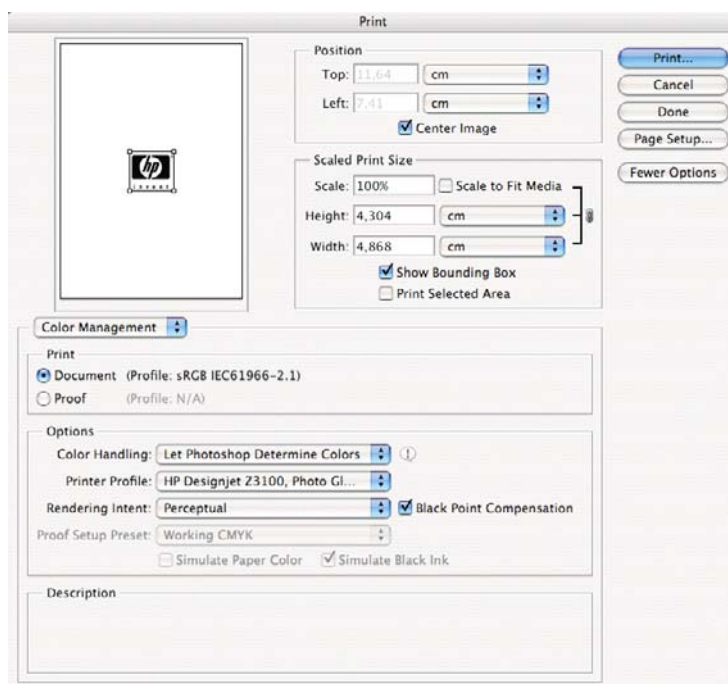 Print
hp
invent
Position
Top: 11,64 cm
Left: 7,41 cm
Center Image
Scaled Print Size
Scale: 100% Scale to Fit Media
Height: 4,304 cm
Width: 4,868 cm
Show Bounding Box
Print Selected Area
Print...
Cancel
Done
Page Setup...
Fewer Options
Color Management
Print
Document (Profile: sRGB IEC61966-2.1)
Proof (Profile: N/A)
Options
Color Handling: Let Photoshop Determine Colors
Printer Profile: HP Designjet Z3100, Photo Gl...
Rendering Intent: Perceptual Black Point Compensation
Proof Setup Preset: Working CMYK
Simulate Paper Color Simulate Black Ink
Description